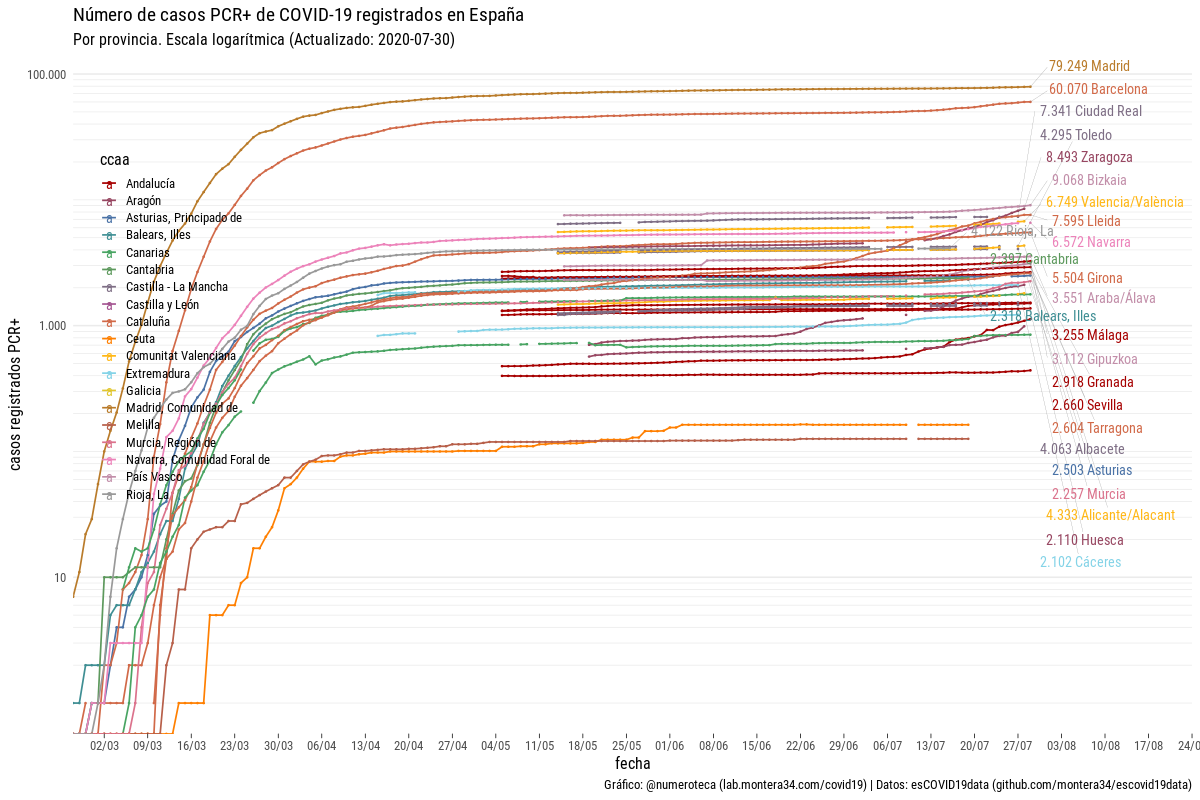 Número de casos PCR+ de COVID-19 registrados en España
Por provincia. Escala logarítmica (Actualizado: 2020-07-30)
100.000
1.000
10
casos registrados PCR+
ccaa
Andalucía
Aragón
Asturias, Principado de
Balears, Illes
Canarias
Cantabria
Castilla - La Mancha
Castilla y León
Cataluña
Ceuta
Comunitat Valenciana
Extremadura
Galicia
Madrid, Comunidad de
Melilla
Murcia, Región de
Navarra, Comunidad Foral de
País Vasco
Rioja, La
79.249 Madrid
60.070 Barcelona
7.341 Ciudad Real
4.295 Toledo
8.493 Zaragoza
9.068 Bizkaia
6.749 Valencia/València
7.595 Lleida
4.122 Rioja, La
6.572 Navarra
2.397 Cantabria
5.504 Girona
3.551 Araba/Álava
2.318 Balears, Illes
3.255 Málaga
3.112 Gipuzkoa
2.918 Granada
2.660 Sevilla
2.604 Tarragona
4.063 Albacete
2.503 Asturias
2.257 Murcia
4.333 Alicante/Alacant
2.110 Huesca
2.102 Cáceres
02/03 09/03 16/03 23/03 30/03 06/04 13/04 20/04 27/04 04/05 11/05 18/05 25/05 01/06 08/06 15/06 22/06 29/06 06/07 13/07 20/07 27/07 03/08 10/08 17/08 24/0
fecha
Gráfico: @numeroteca (lab.montera34.com/covid19) | Datos: esCOVID19data (github.com/montera34/escovid19data)